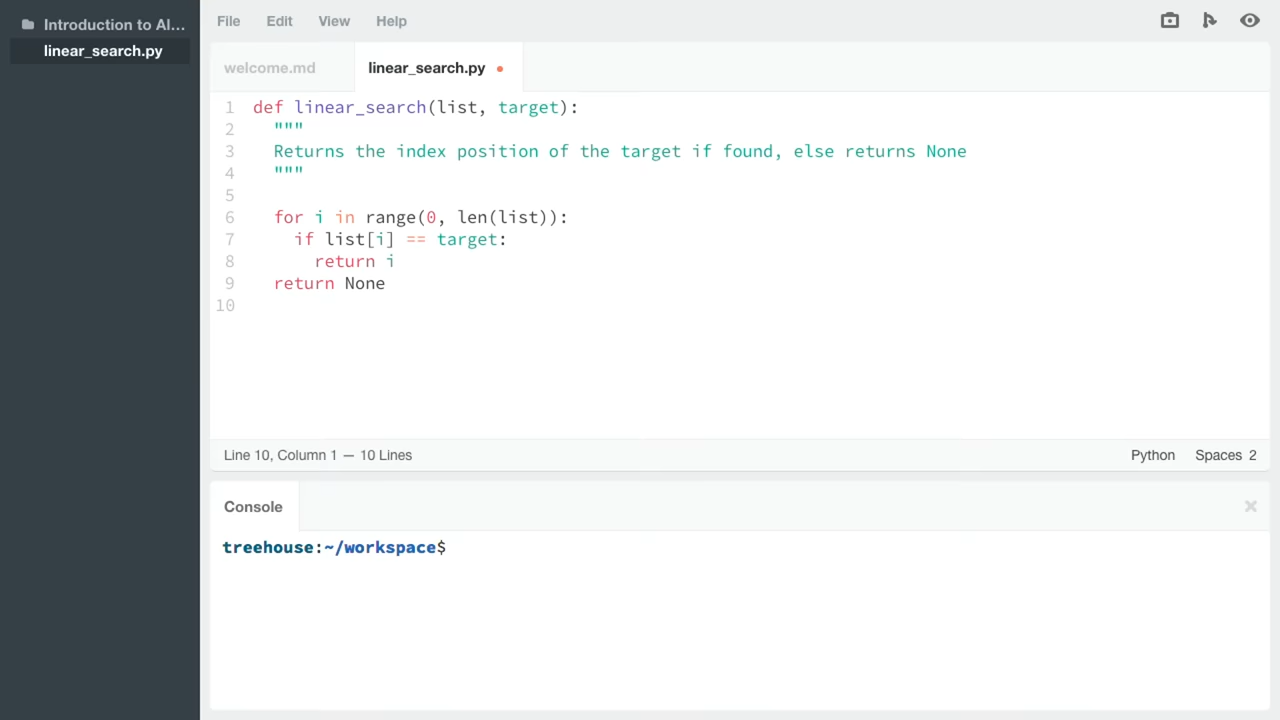 Introduction to Al...
linear_search.py
File Edit View Help
welcome.md linear_search.py
1 def linear_search(list, target):
2   """
3   Returns the index position of the target if found, else returns None
4   """
5
6   for i in range(0, len(list)):
7     if list[i] == target:
8       return i
9   return None
10
Line 10, Column 1 — 10 Lines Python Spaces 2
Console
treehouse:~/workspace$